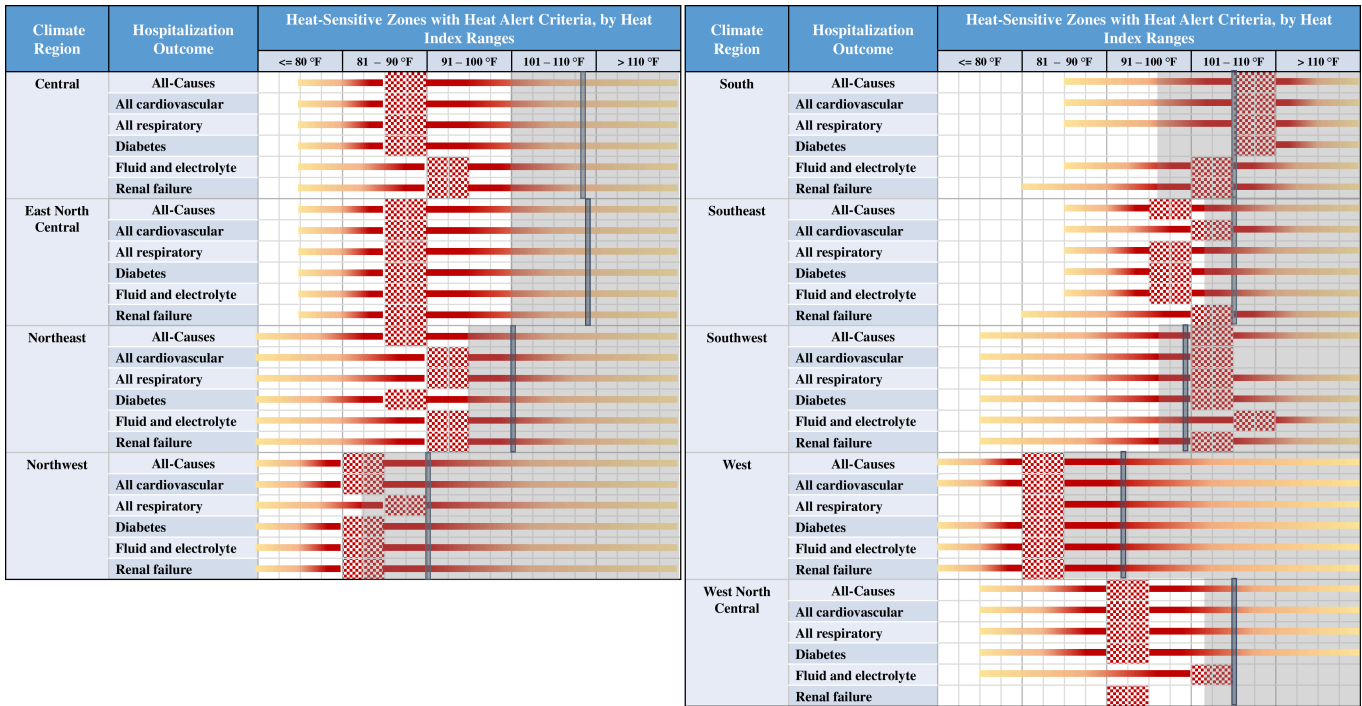 Climate
Region
Hospitalization
Outcome
Heat-Sensitive Zones with Heat Alert Criteria, by Heat
Index Ranges
<= 80 °F
81 – 90 °F
91 – 100 °F
101 – 110 °F
> 110 °F
Central
All-Causes
All cardiovascular
All respiratory
Diabetes
Fluid and electrolyte
Renal failure
East North
Central
All-Causes
All cardiovascular
All respiratory
Diabetes
Fluid and electrolyte
Renal failure
Northeast
All-Causes
All cardiovascular
All respiratory
Diabetes
Fluid and electrolyte
Renal failure
Northwest
All-Causes
All cardiovascular
All respiratory
Diabetes
Fluid and electrolyte
Renal failure
Climate
Region
Hospitalization
Outcome
Heat-Sensitive Zones with Heat Alert Criteria, by Heat
Index Ranges
<= 80 °F
81 – 90 °F
91 – 100 °F
101 – 110 °F
> 110 °F
South
All-Causes
All cardiovascular
All respiratory
Diabetes
Fluid and electrolyte
Renal failure
Southeast
All-Causes
All cardiovascular
All respiratory
Diabetes
Fluid and electrolyte
Renal failure
Southwest
All-Causes
All cardiovascular
All respiratory
Diabetes
Fluid and electrolyte
Renal failure
West
All-Causes
All cardiovascular
All respiratory
Diabetes
Fluid and electrolyte
Renal failure
West North
Central
All-Causes
All cardiovascular
All respiratory
Diabetes
Fluid and electrolyte
Renal failure